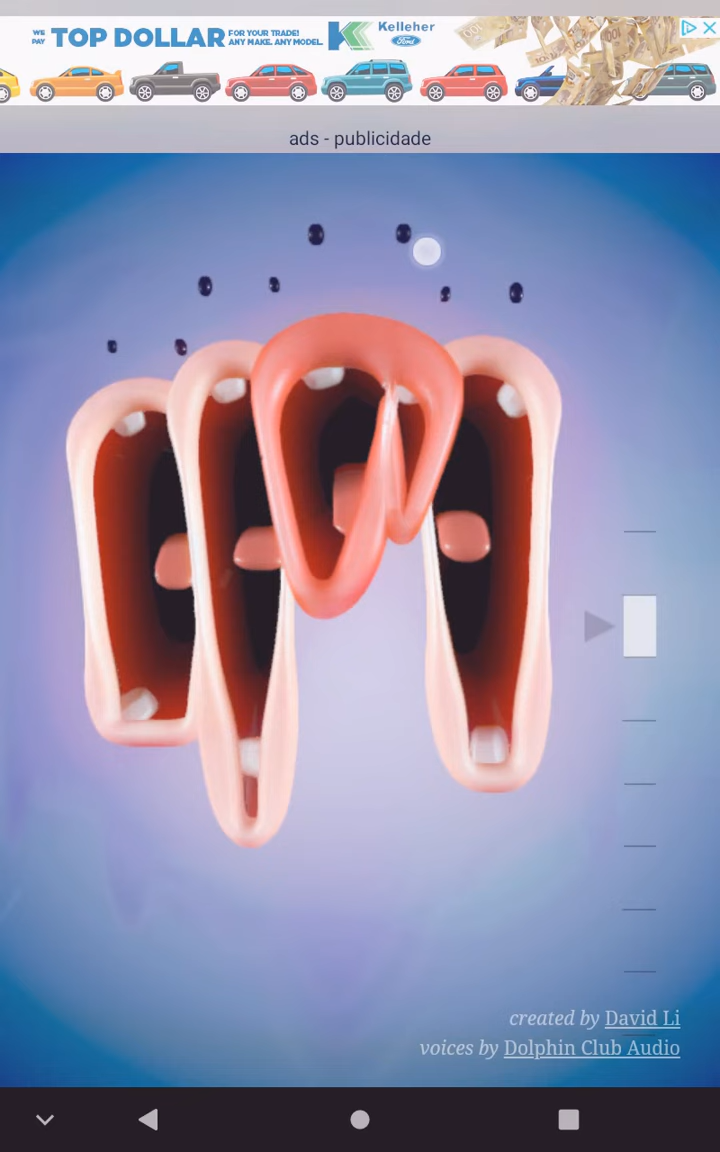 WE
PAY
TOP DOLLAR
FOR YOUR TRADE!
ANY MAKE. ANY MODEL.
Kelleher
Ford
ads - publicidade
created by David Li
voices by Dolphin Club Audio